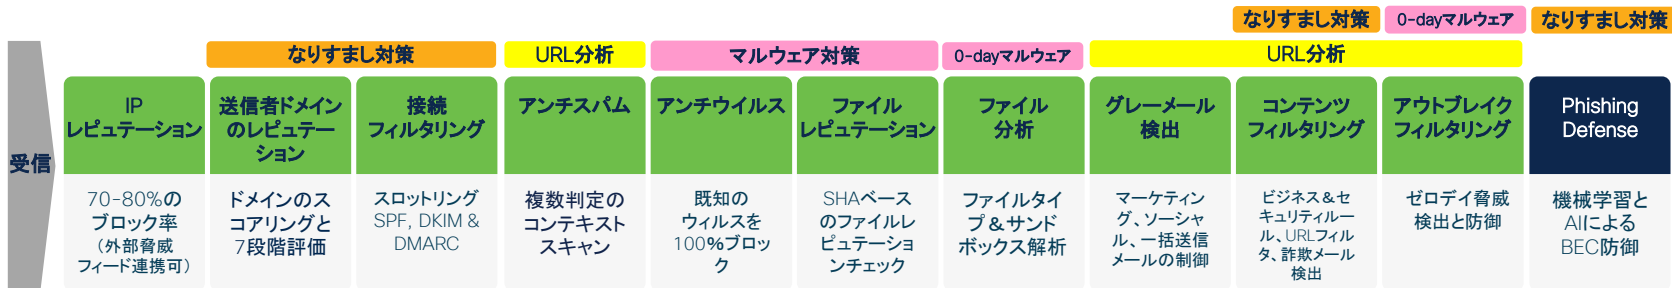 なりすまし対策
0-dayマルウェア
なりすまし対策
なりすまし対策
URL分析
マルウェア対策
0-dayマルウェア
URL分析
受信
IP
レピュテーション
送信者ドメイン
のレピュテー
ション
接続
フィルタリング
アンチスパム
アンチウイルス
ファイル
レピュテーション
ファイル
分析
グレーメール
検出
コンテンツ
フィルタリング
アウトブレイク
フィルタリング
Phishing
Defense
70-80%の
ブロック率
（外部脅威
フィード連携可）
ドメインのス
コアリングと
7段階評価
スロットリング
SPF, DKIM &
DMARC
複数判定の
コンテキスト
スキャン
既知の
ウィルスを
100%ブロッ
ク
SHAベース
のファイルレ
ピュテーショ
ンチェック
ファイルタイ
プ＆サンド
ボックス解析
マーケティン
グ、ソーシャ
ル、一括送信
メールの制御
ビジネス＆セ
キュリティルー
ル、URLフィル
タ、詐欺メール
検出
ゼロデイ脅威
検出と防御
機械学習と
AIによる
BEC防御